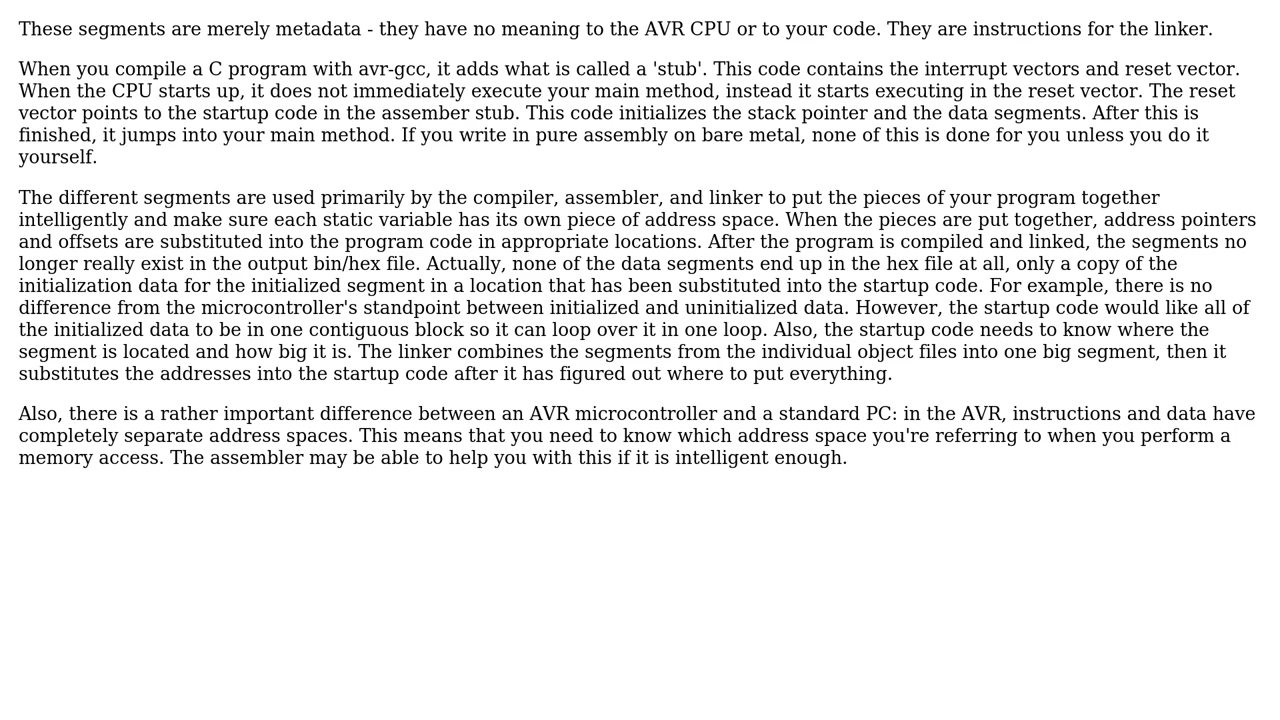 These segments are merely metadata - they have no meaning to the AVR CPU or to your code. They are instructions for the linker.
When you compile a C program with avr-gcc, it adds what is called a 'stub'. This code contains the interrupt vectors and reset vector.
When the CPU starts up, it does not immediately execute your main method, instead it starts executing in the reset vector. The reset
vector points to the startup code in the assember stub. This code initializes the stack pointer and the data segments. After this is
finished, it jumps into your main method. If you write in pure assembly on bare metal, none of this is done for you unless you do it
yourself.
The different segments are used primarily by the compiler, assembler, and linker to put the pieces of your program together
intelligently and make sure each static variable has its own piece of address space. When the pieces are put together, address pointers
and offsets are substituted into the program code in appropriate locations. After the program is compiled and linked, the segments no
longer really exist in the output bin/hex file. Actually, none of the data segments end up in the hex file at all, only a copy of the
initialization data for the initialized segment in a location that has been substituted into the startup code. For example, there is no
difference from the microcontroller's standpoint between initialized and uninitialized data. However, the startup code would like all of
the initialized data to be in one contiguous block so it can loop over it in one loop. Also, the startup code needs to know where the
segment is located and how big it is. The linker combines the segments from the individual object files into one big segment, then it
substitutes the addresses into the startup code after it has figured out where to put everything.
Also, there is a rather important difference between an AVR microcontroller and a standard PC: in the AVR, instructions and data have
completely separate address spaces. This means that you need to know which address space you're referring to when you perform a
memory access. The assembler may be able to help you with this if it is intelligent enough.